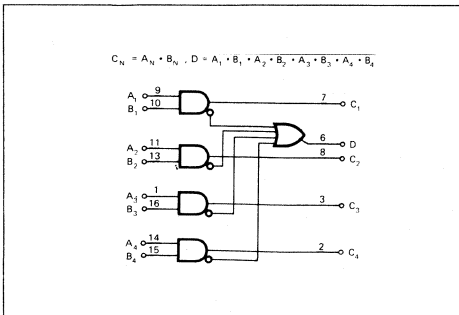 C_N = A_N • B_N , D = A_1 • B_1 • A_2 • B_2 • A_3 • B_3 • A_4 • B_4
A_1 9
B_1 10
7 C_1
6 D
A_2 11
B_2 13
8 C_2
A_3 1
B_3 16
3 C_3
A_4 14
B_4 15
2 C_4